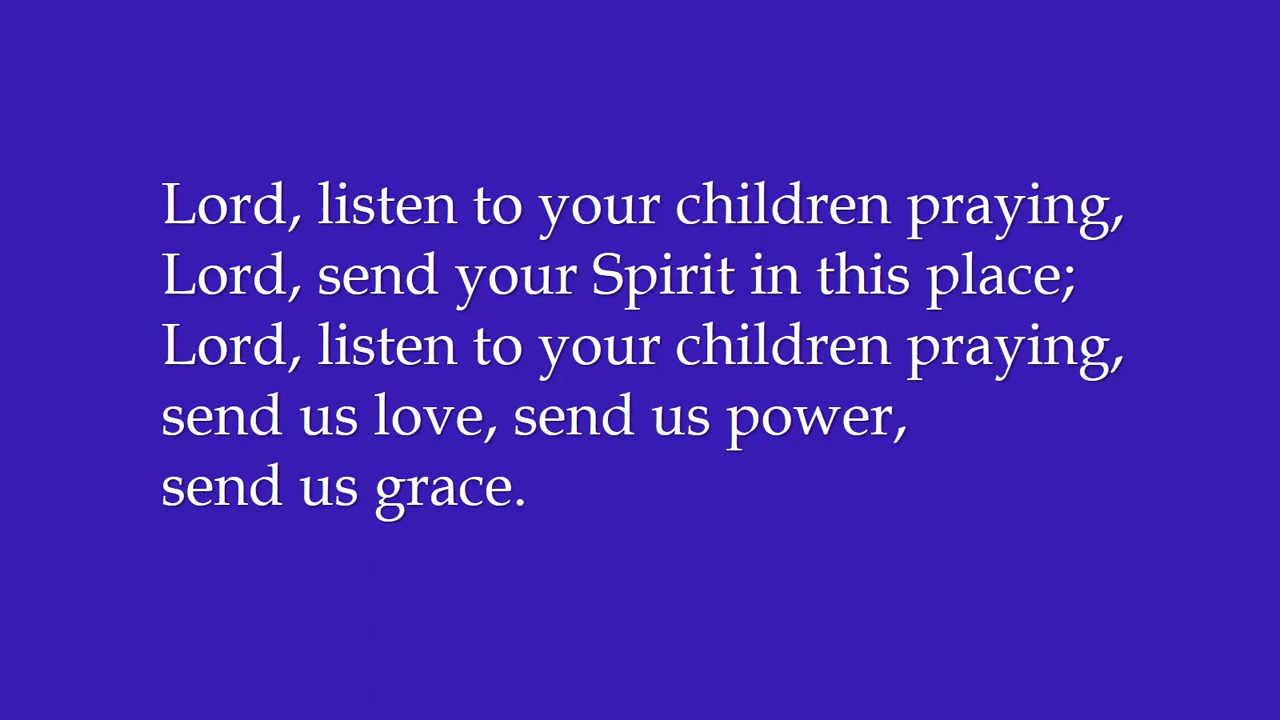 Lord, listen to your children praying,
Lord, send your Spirit in this place;
Lord, listen to your children praying,
send us love, send us power,
send us grace.